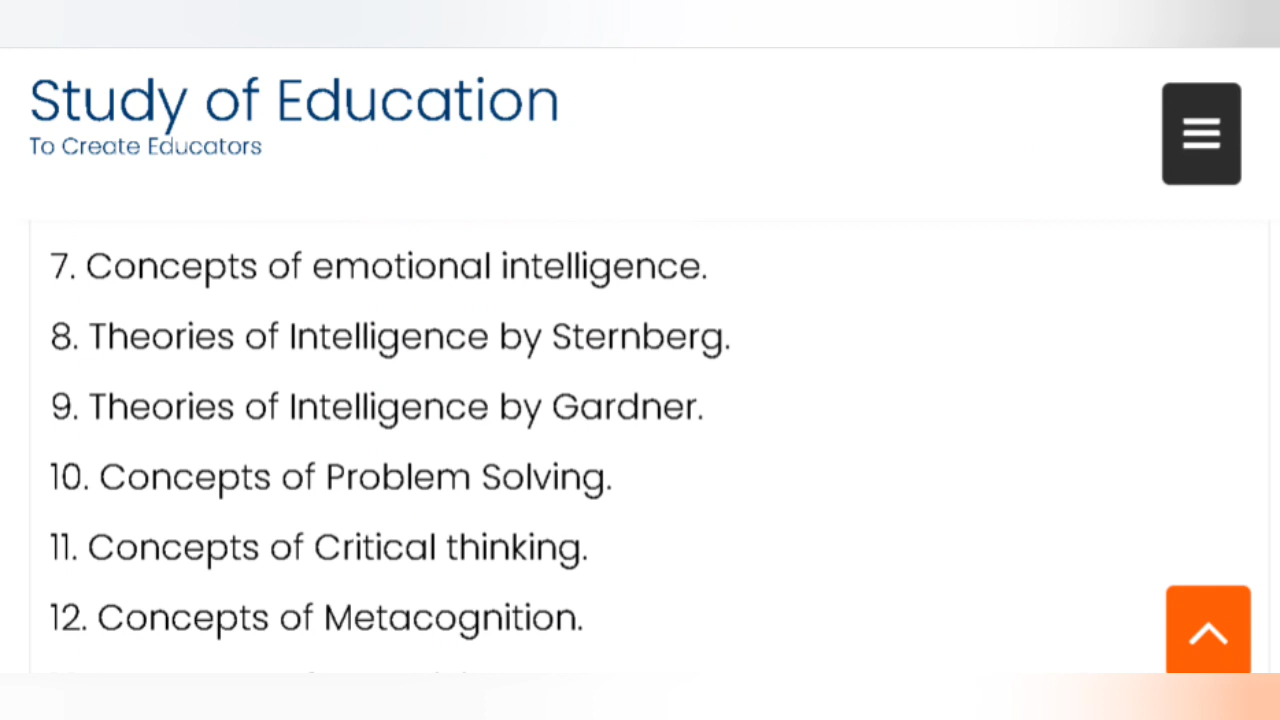 Study of Education
To Create Educators
7. Concepts of emotional intelligence.
8. Theories of Intelligence by Sternberg.
9. Theories of Intelligence by Gardner.
10. Concepts of Problem Solving.
11. Concepts of Critical thinking.
12. Concepts of Metacognition.